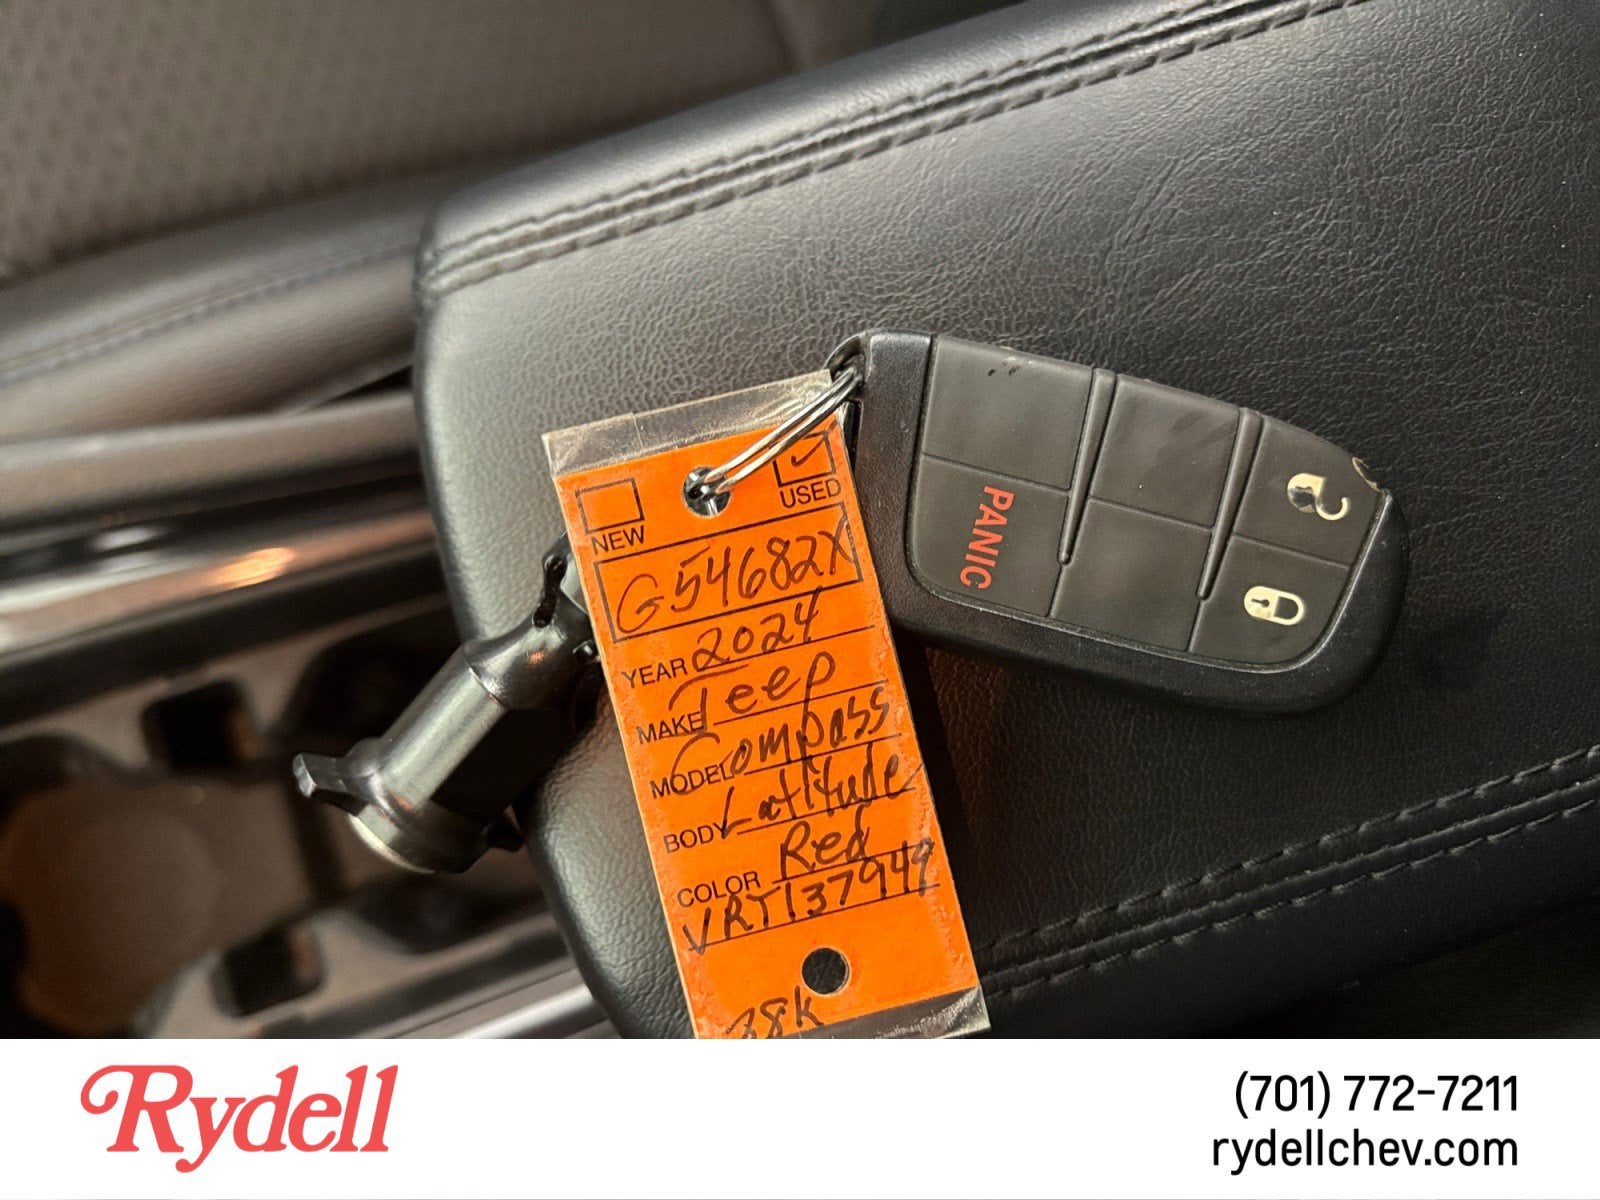 NEW
USED
G54682X
YEAR 2024
MAKE Jeep
MODEL Compass
BODY Latitude
COLOR Red
VRT137949
38k
PANIC
Rydell
(701) 772-7211
rydellchev.com